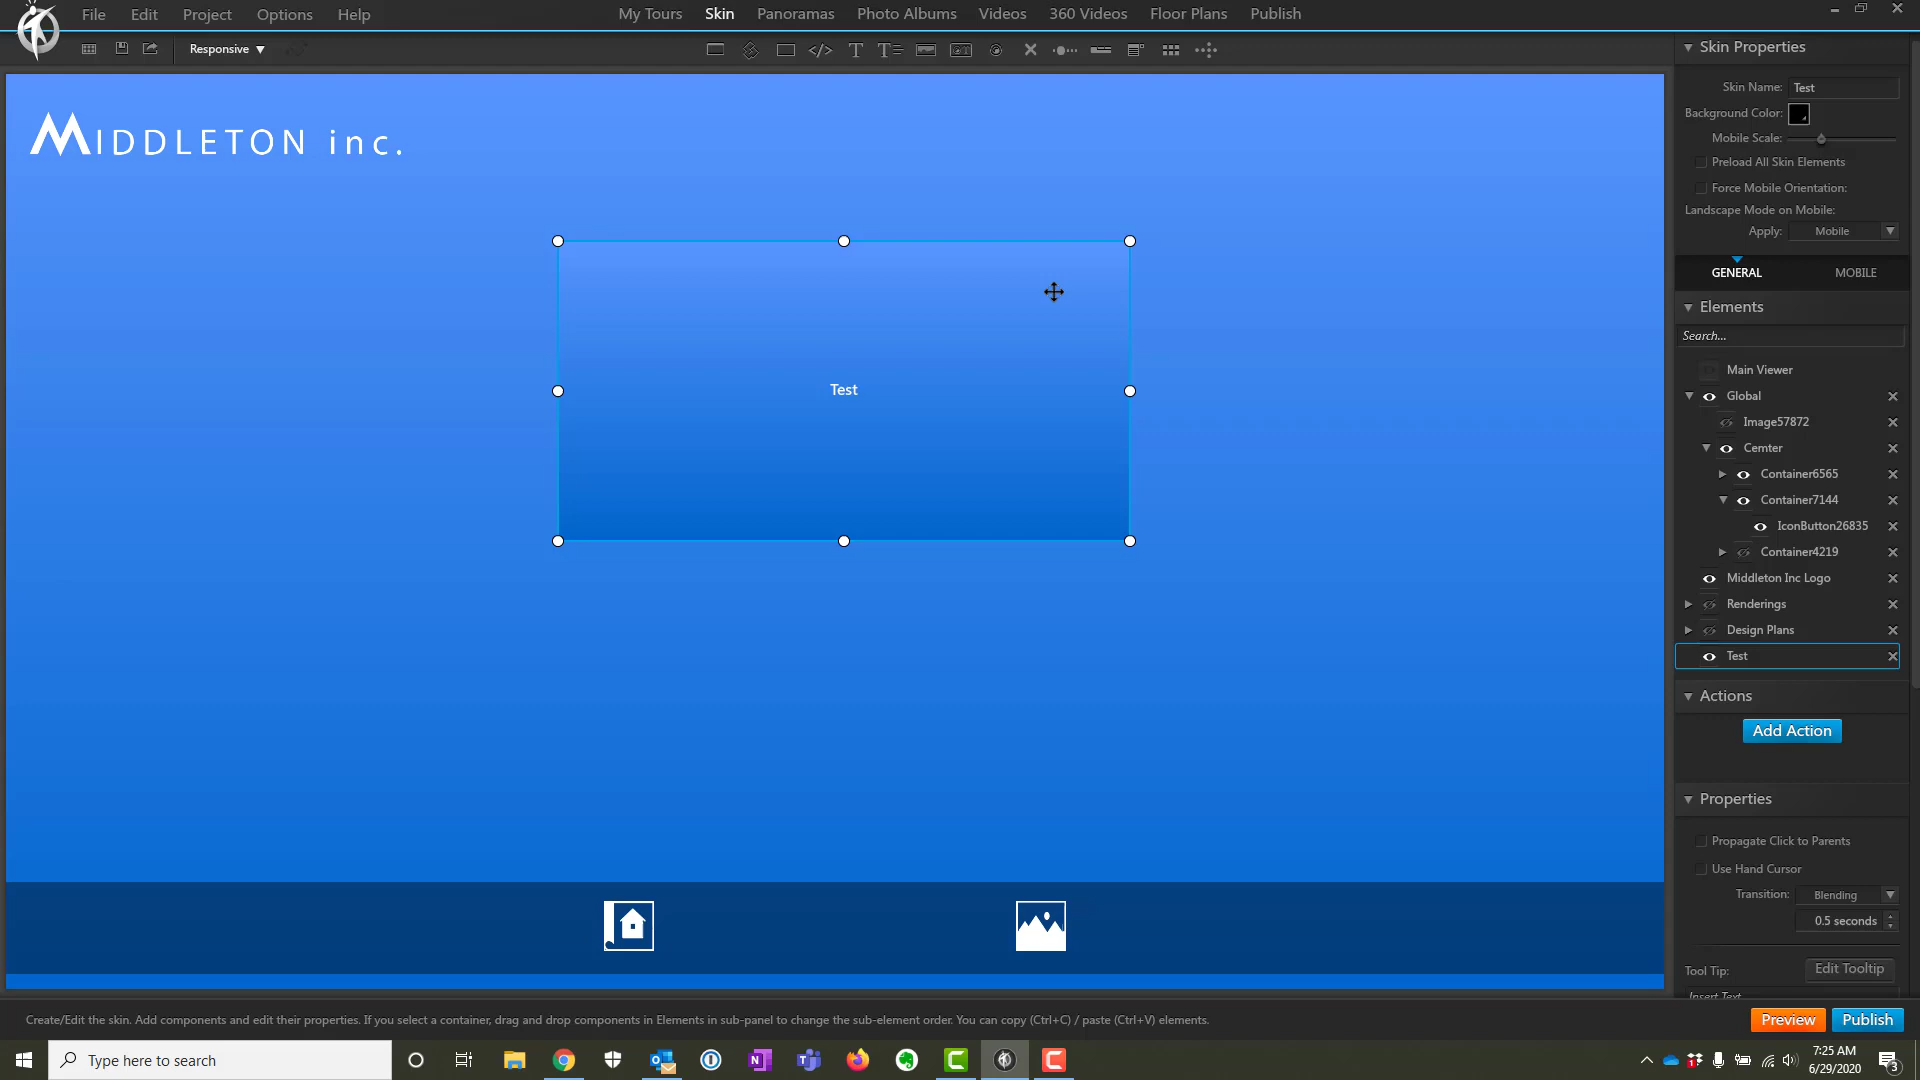 File Edit Project Options Help My Tours Skin Panoramas Photo Albums Videos 360 Videos Floor Plans Publish
Responsive
MIDDLETON inc.
Test
Skin Properties
Skin Name: Test
Background Color:
Mobile Scale:
Preload All Skin Elements
Force Mobile Orientation:
Landscape Mode on Mobile:
Apply: Mobile
GENERAL MOBILE
Elements
Search...
Main Viewer
Global
Image57872
Cemter
Container6565
Container7144
IconButton26835
Container4219
Middleton Inc Logo
Renderings
Design Plans
Test
Actions
Add Action
Properties
Propagate Click to Parents
Use Hand Cursor
Transition: Blending
0.5 seconds
Tool Tip: Edit Tooltip
Insert Text
Create/Edit the skin. Add components and edit their properties. If you select a container, drag and drop components in Elements in sub-panel to change the sub-element order. You can copy (Ctrl+C) / paste (Ctrl+V) elements.
Preview Publish
Type here to search
7:25 AM
6/29/2020
3